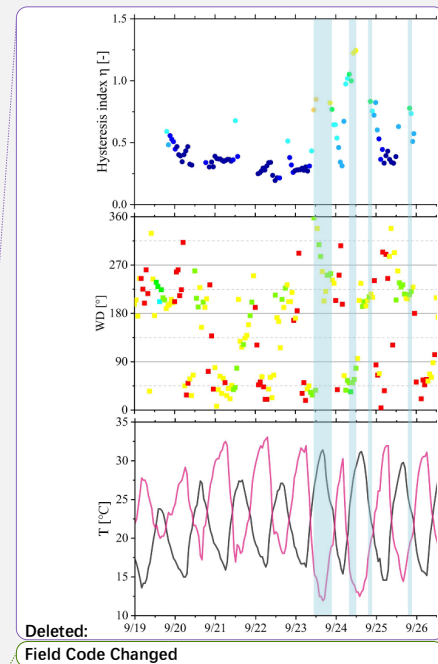 Hysteresis index η [-]
1.5
1.0
0.5
0.0
WD [°]
360
270
180
90
0
T [℃]
35
30
25
20
15
10
9/19 9/20 9/21 9/22 9/23 9/24 9/25 9/26
Deleted:
Field Code Changed